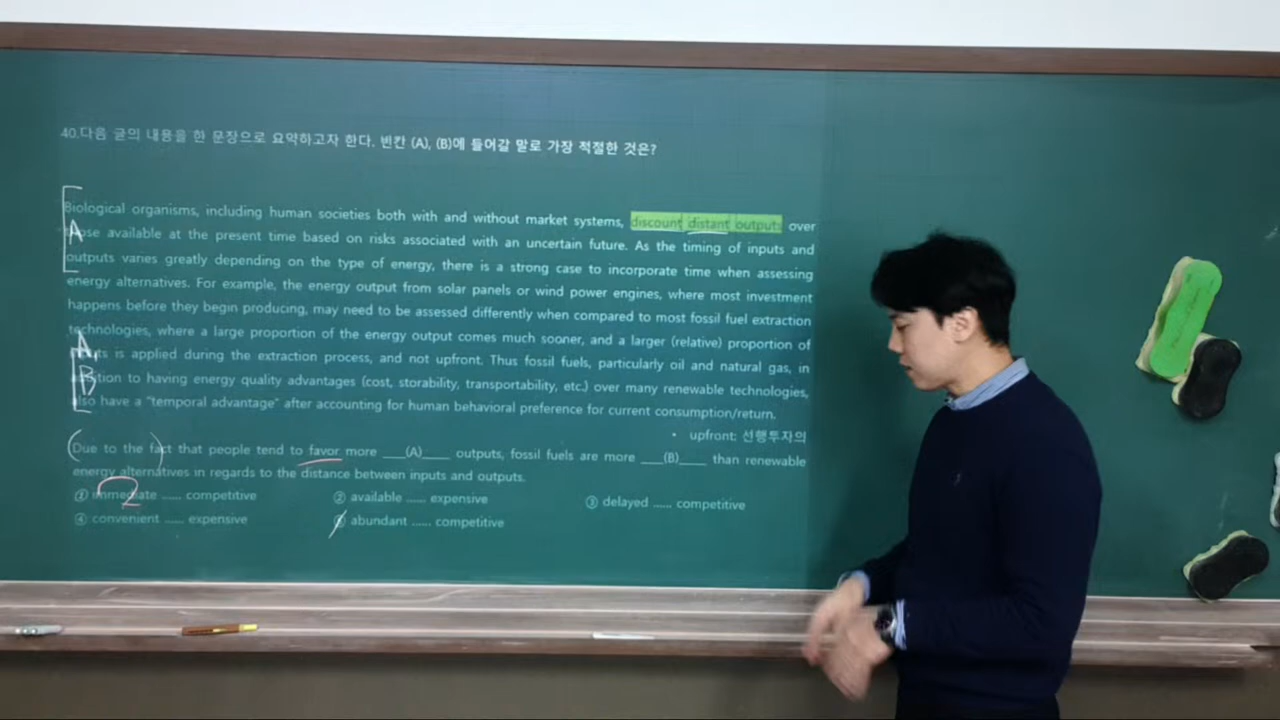 40.다음 글의 내용을 한 문장으로 요약하고자 한다. 빈칸 (A), (B)에 들어갈 말로 가장 적절한 것은?
Biological organisms, including human societies both with and without market systems, discount distant outputs over
A those available at the present time based on risks associated with an uncertain future. As the timing of inputs and
outputs varies greatly depending on the type of energy, there is a strong case to incorporate time when assessing
energy alternatives. For example, the energy output from solar panels or wind power engines, where most investment
happens before they begin producing, may need to be assessed differently when compared to most fossil fuel extraction
technologies, where a large proportion of the energy output comes much sooner, and a larger (relative) proportion of
A is applied during the extraction process, and not upfront. Thus fossil fuels, particularly oil and natural gas, in
B to having energy quality advantages (cost, storability, transportability, etc.) over many renewable technologies,
also have a "temporal advantage" after accounting for human behavioral preference for current consumption/return.
• upfront: 선행투자의
Due to the fact that people tend to favor more ___(A)____ outputs, fossil fuels are more ___(B)____ than renewable
energy alternatives in regards to the distance between inputs and outputs.
① immediate ...... competitive ② available ...... expensive ③ delayed ...... competitive
2
④ convenient ...... expensive ⑤ abundant ...... competitive